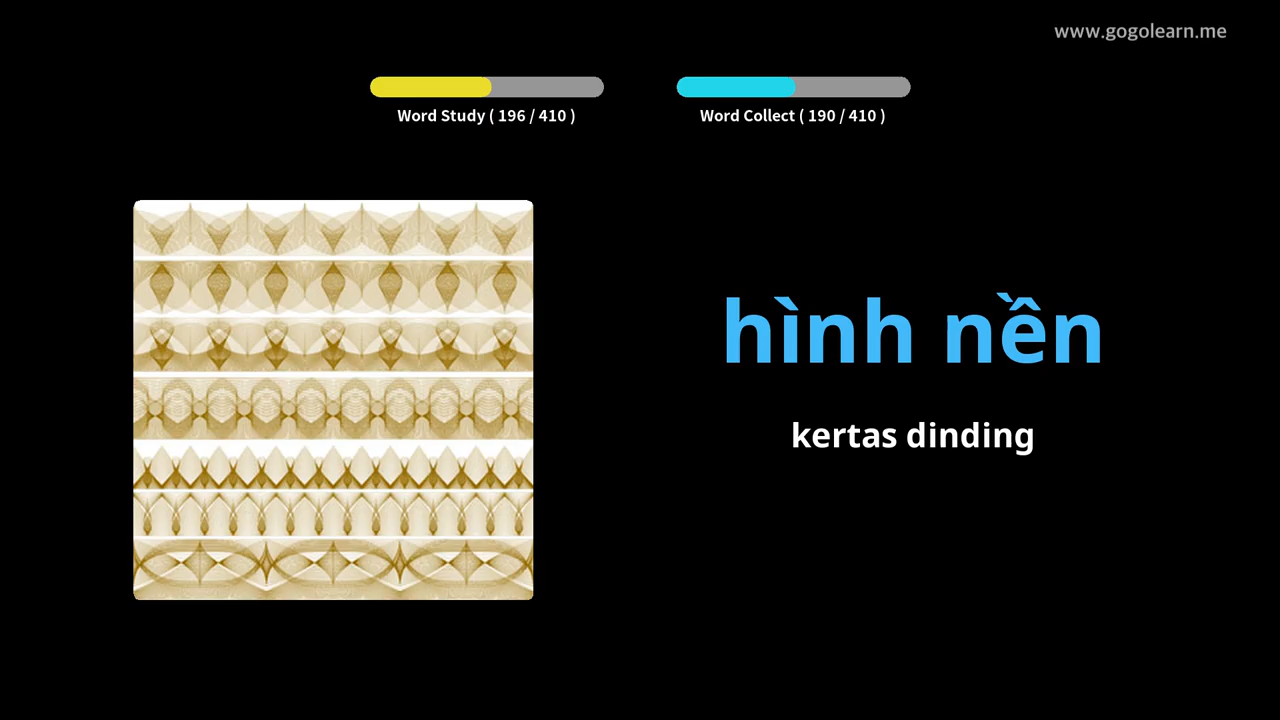 www.gogolearn.me
Word Study ( 196 / 410 )
Word Collect ( 190 / 410 )
hình nền
kertas dinding